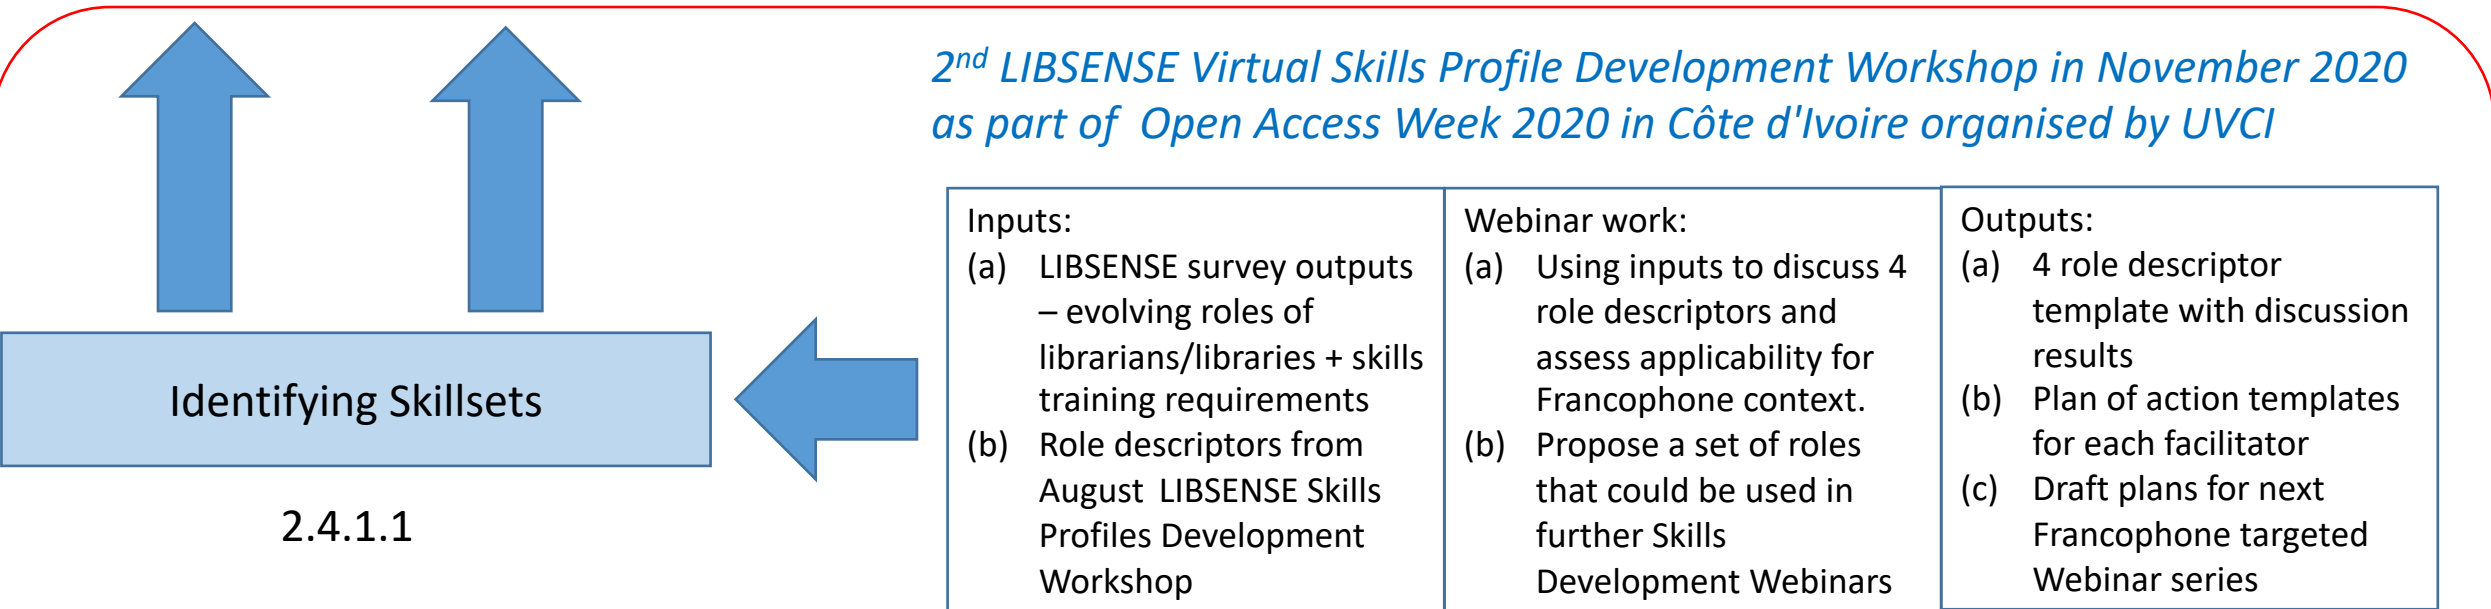 2nd LIBSENSE Virtual Skills Profile Development Workshop in November 2020
as part of Open Access Week 2020 in Côte d'Ivoire organised by UVCI
Identifying Skillsets
2.4.1.1
Inputs:
(a) LIBSENSE survey outputs
– evolving roles of
librarians/libraries + skills
training requirements
(b) Role descriptors from
August LIBSENSE Skills
Profiles Development
Workshop
Webinar work:
(a) Using inputs to discuss 4
role descriptors and
assess applicability for
Francophone context.
(b) Propose a set of roles
that could be used in
further Skills
Development Webinars
Outputs:
(a) 4 role descriptor
template with discussion
results
(b) Plan of action templates
for each facilitator
(c) Draft plans for next
Francophone targeted
Webinar series